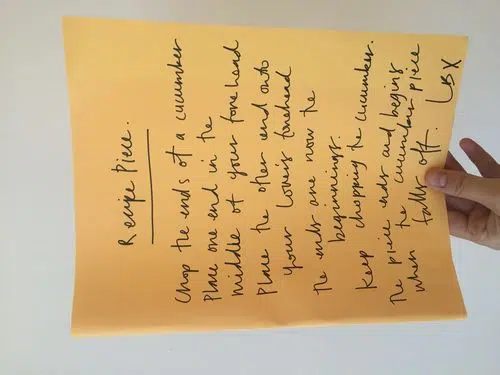 Recipe Piece.
Chop the ends of a cucumber
Place one end in the
middle of your forehead
Place the other end onto
your lovers forehead
The ends are now the
beginnings.
Keep chopping the cucumber.
The piece ends and begins
when the cucumber piece
falls off.
LBX